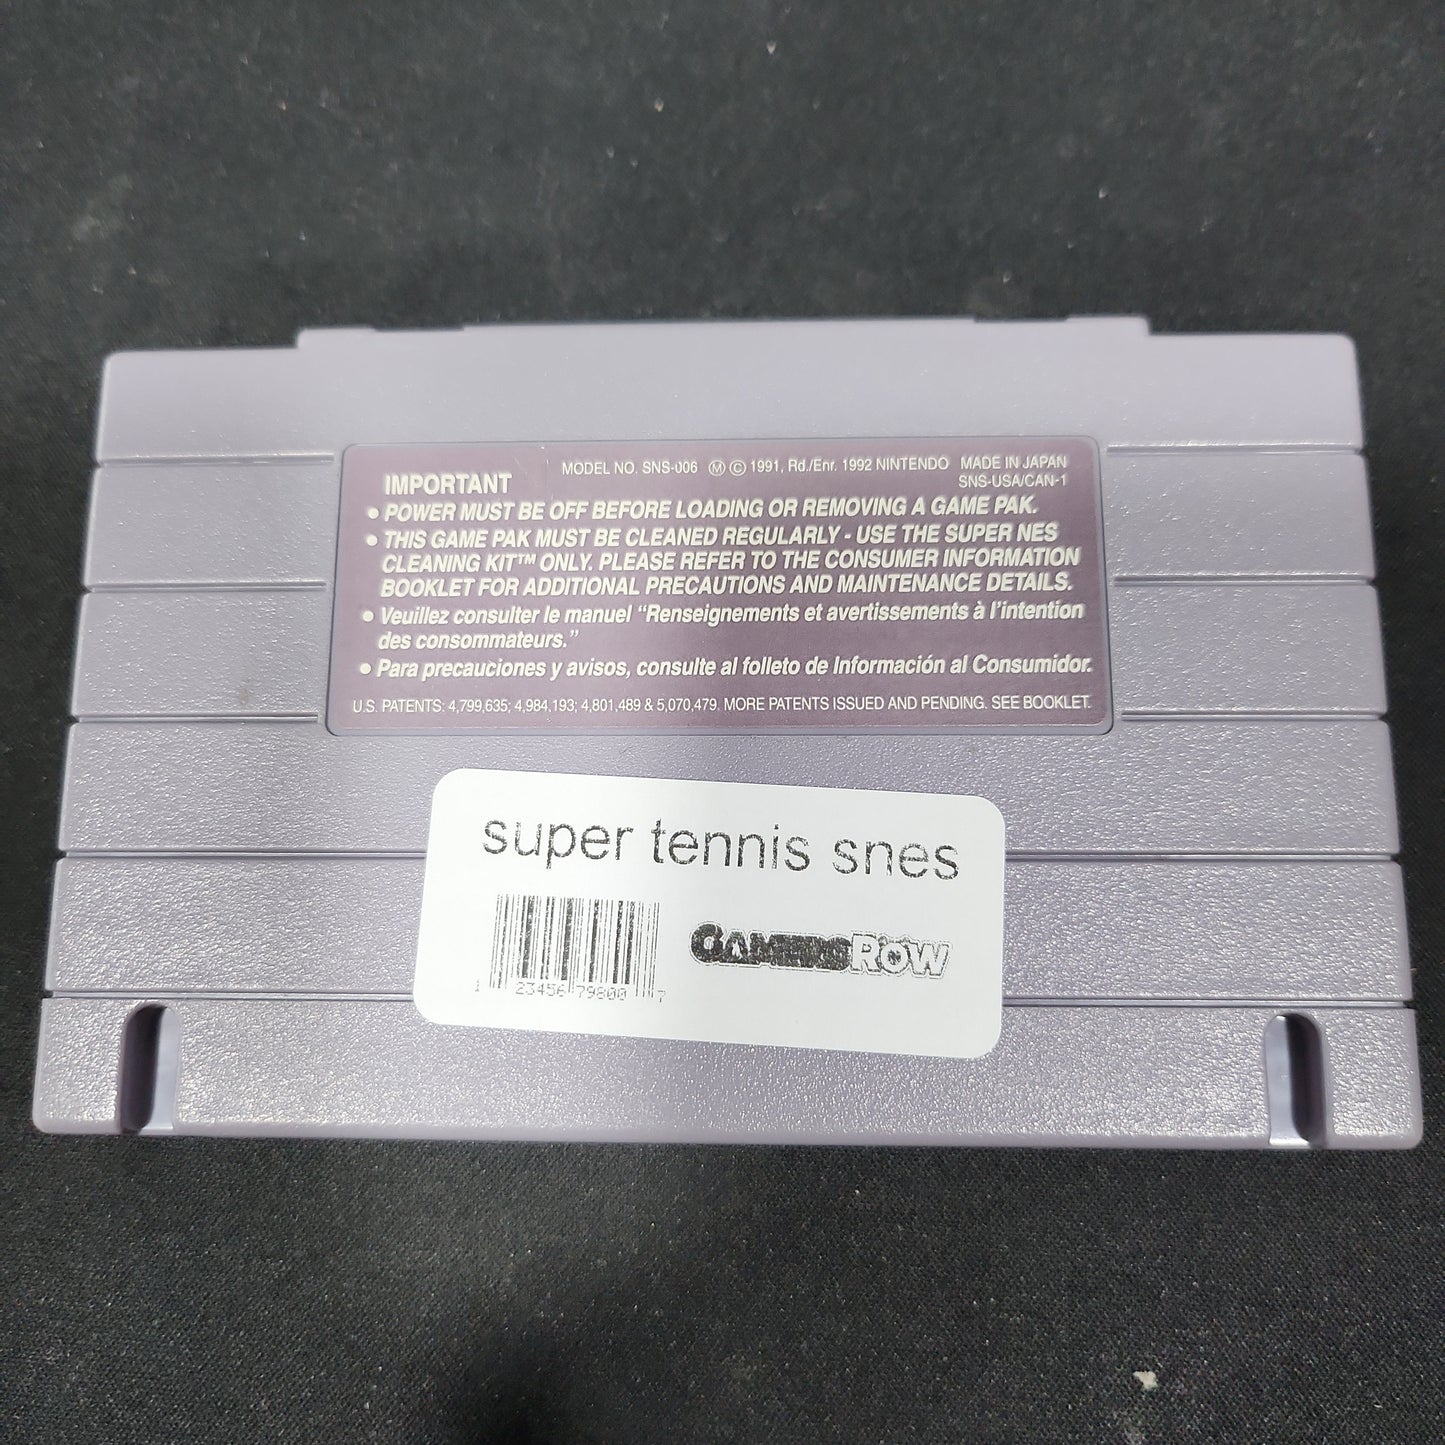 IMPORTANT MODEL NO. SNS-006 Ⓜ © 1991, Rd./Enr. 1992 NINTENDO MADE IN JAPAN
SNS-USA/CAN-1
• POWER MUST BE OFF BEFORE LOADING OR REMOVING A GAME PAK.
• THIS GAME PAK MUST BE CLEANED REGULARLY - USE THE SUPER NES
CLEANING KIT™ ONLY. PLEASE REFER TO THE CONSUMER INFORMATION
BOOKLET FOR ADDITIONAL PRECAUTIONS AND MAINTENANCE DETAILS.
• Veuillez consulter le manuel “Renseignements et avertissements à l’intention
des consommateurs.”
• Para precauciones y avisos, consulte al folleto de Información al Consumidor.
U.S. PATENTS: 4,799,635; 4,984,193; 4,801,489 & 5,070,479. MORE PATENTS ISSUED AND PENDING. SEE BOOKLET.
super tennis snes
GAMERSROW
1 23456 79800 7